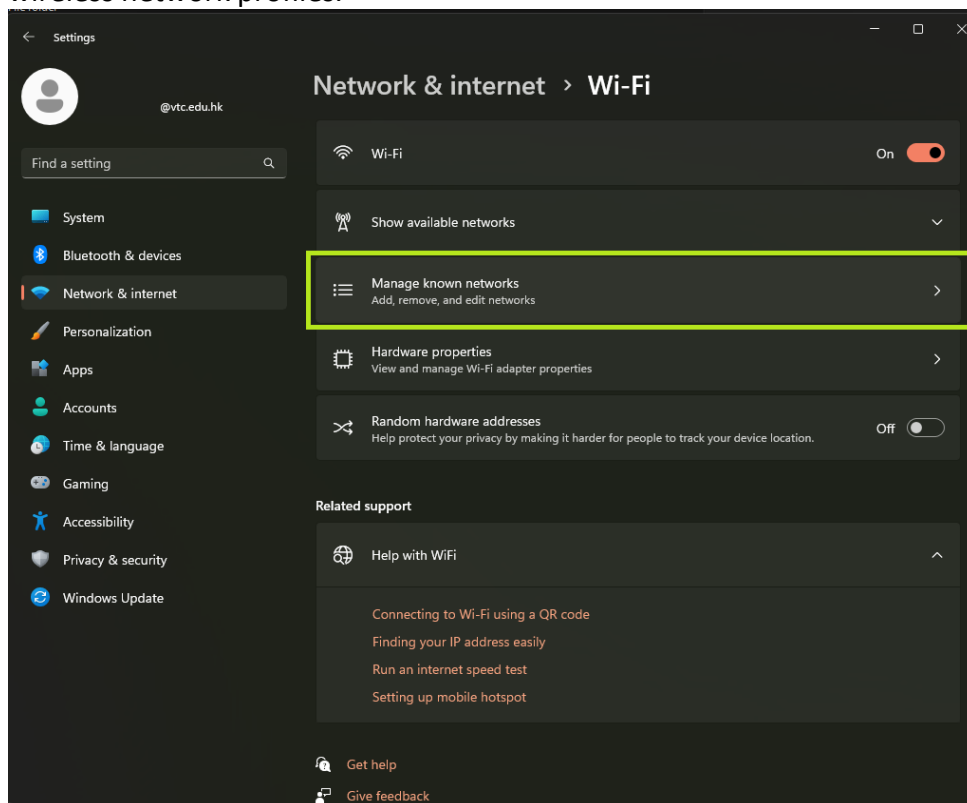 wireless network profiles.
Settings
@vtc.edu.hk
Find a setting
System
Bluetooth & devices
Network & internet
Personalization
Apps
Accounts
Time & language
Gaming
Accessibility
Privacy & security
Windows Update
Network & internet > Wi-Fi
Wi-Fi
On
Show available networks
Manage known networks
Add, remove, and edit networks
Hardware properties
View and manage Wi-Fi adapter properties
Random hardware addresses
Help protect your privacy by making it harder for people to track your device location.
Off
Related support
Help with WiFi
Connecting to Wi-Fi using a QR code
Finding your IP address easily
Run an internet speed test
Setting up mobile hotspot
Get help
Give feedback